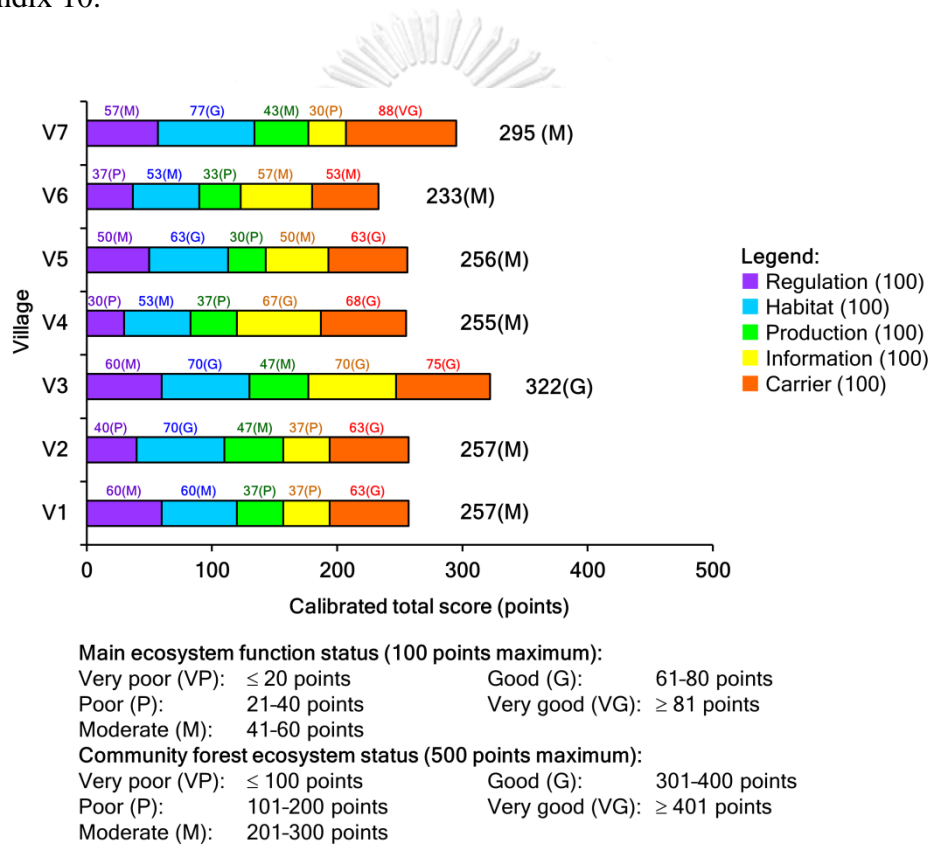 ndix 10.
57(M) 77(G) 43(M) 30(P) 88(VG)
V7 295 (M)
37(P) 53(M) 33(P) 57(M) 53(M)
V6 233(M)
50(M) 63(G) 30(P) 50(M) 63(G)
V5 256(M)
Legend:
Regulation (100)
Habitat (100)
Production (100)
Information (100)
Carrier (100)
30(P) 53(M) 37(P) 67(G) 68(G)
V4 255(M)
Village
60(M) 70(G) 47(M) 70(G) 75(G)
V3 322(G)
40(P) 70(G) 47(M) 37(P) 63(G)
V2 257(M)
60(M) 60(M) 37(P) 37(P) 63(G)
V1 257(M)
0 100 200 300 400 500
Calibrated total score (points)
Main ecosystem function status (100 points maximum):
Very poor (VP): ≤ 20 points Good (G): 61-80 points
Poor (P): 21-40 points Very good (VG): ≥ 81 points
Moderate (M): 41-60 points
Community forest ecosystem status (500 points maximum):
Very poor (VP): ≤ 100 points Good (G): 301-400 points
Poor (P): 101-200 points Very good (VG): ≥ 401 points
Moderate (M): 201-300 points